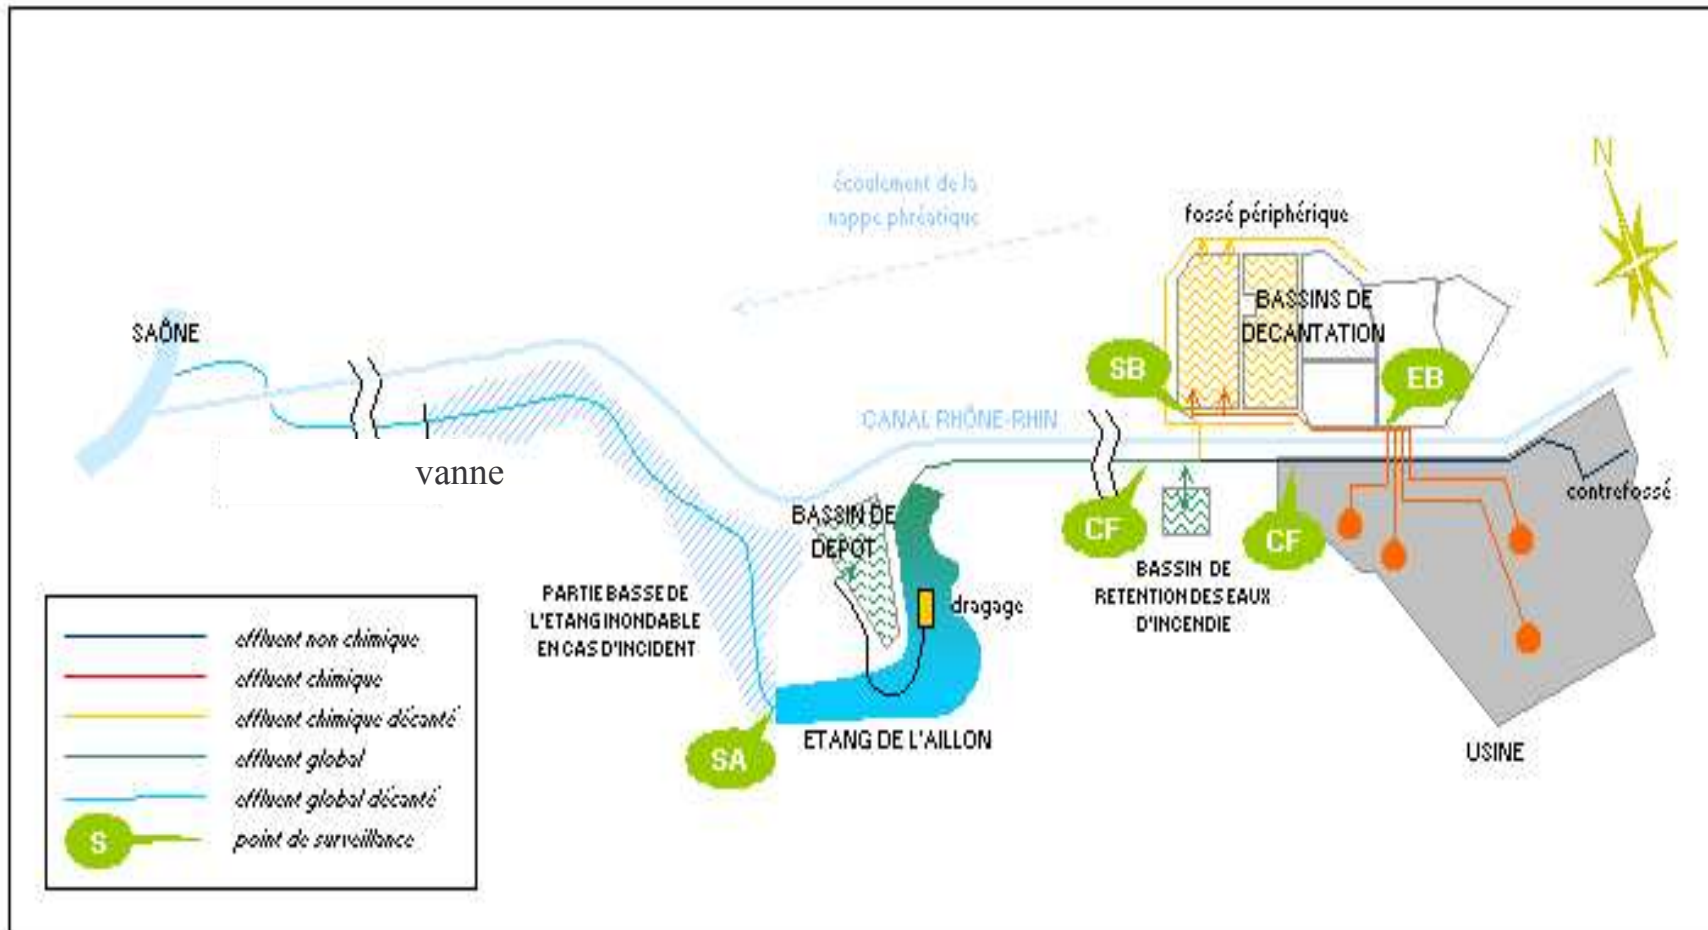 N
écoulement de la
nappe phréatique
fossé périphérique
BASSINS DE
DECANTATION
SAÔNE
SB
EB
CANAL RHÔNE-RHIN
vanne
contrefossé
BASSIN DE
DEPOT
CF
CF
BASSIN DE
RETENTION DES EAUX
D'INCENDIE
PARTIE BASSE DE
L'ETANG INONDABLE
EN CAS D'INCIDENT
dragage
ETANG DE L'AILLON
SA
USINE
effluent non chimique
effluent chimique
effluent chimique décanté
effluent global
effluent global décanté
S
point de surveillance